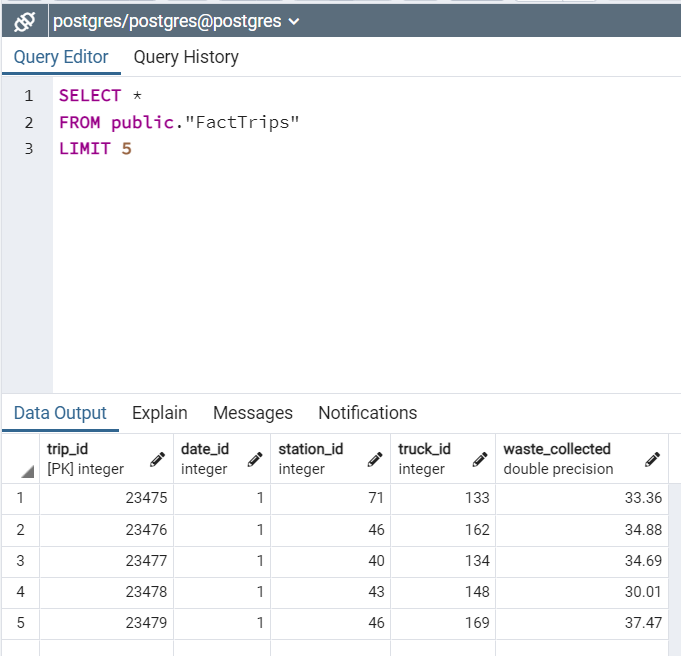 postgres/postgres@postgres
Query Editor Query History
1 SELECT *
2 FROM public."FactTrips"
3 LIMIT 5
Data Output Explain Messages Notifications
trip_id date_id station_id truck_id waste_collected
[PK] integer integer integer integer double precision
1 23475 1 71 133 33.36
2 23476 1 46 162 34.88
3 23477 1 40 134 34.69
4 23478 1 43 148 30.01
5 23479 1 46 169 37.47